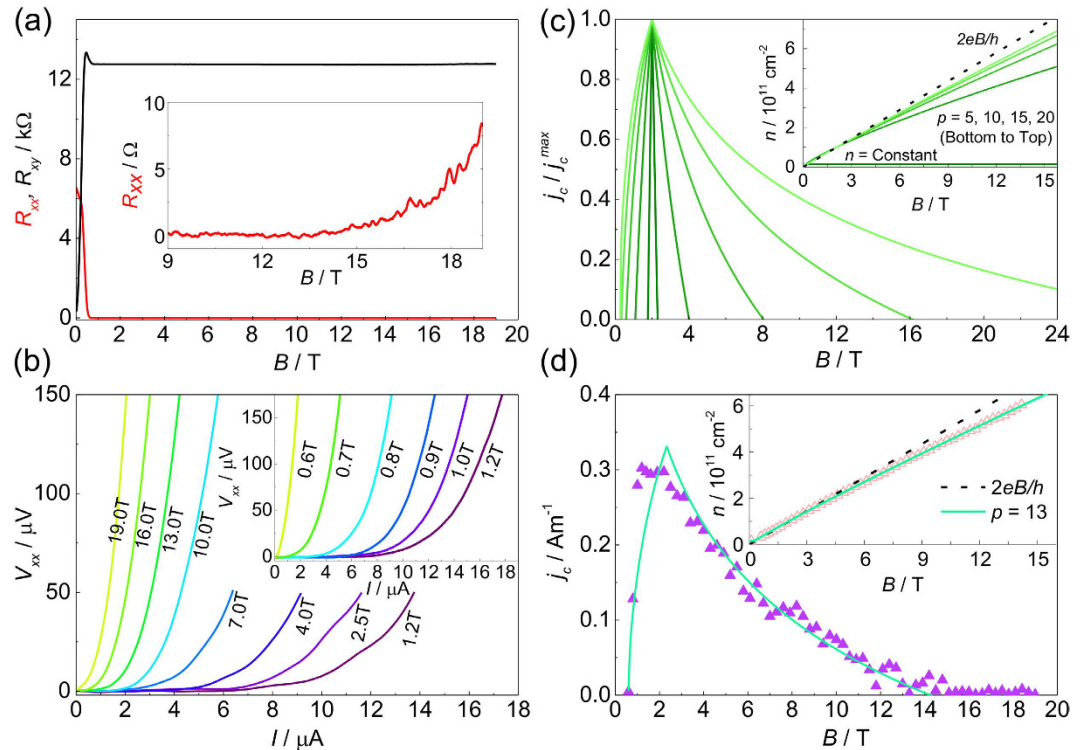 (a)
R_xx, R_xy / kΩ
12
9
6
3
0
R_XX / Ω
10
5
0
9 12 15 18
B / T
0 2 4 6 8 10 12 14 16 18 20
B / T
(b)
V_xx / μV
150
100
50
0
19.0T
16.0T
13.0T
10.0T
7.0T
4.0T
2.5T
1.2T
V_xx / μV
150
100
50
0
0.6T
0.7T
0.8T
0.9T
1.0T
1.2T
0 3 6 9 12 15 18
I / μA
0 2 4 6 8 10 12 14 16 18
I / μA
(c)
j_c / j_c^max
1.0
0.8
0.6
0.4
0.2
0.0
n / 10^11 cm^-2
6
4
2
0
2eB/h
p = 5, 10, 15, 20
(Bottom to Top)
n = Constant
0 3 6 9 12 15
B / T
0 4 8 12 16 20 24
B / T
(d)
j_c / Am^-1
0.4
0.3
0.2
0.1
0.0
n / 10^11 cm^-2
6
4
2
0
2eB/h
p = 13
0 3 6 9 12 15
B / T
0 2 4 6 8 10 12 14 16 18 20
B / T